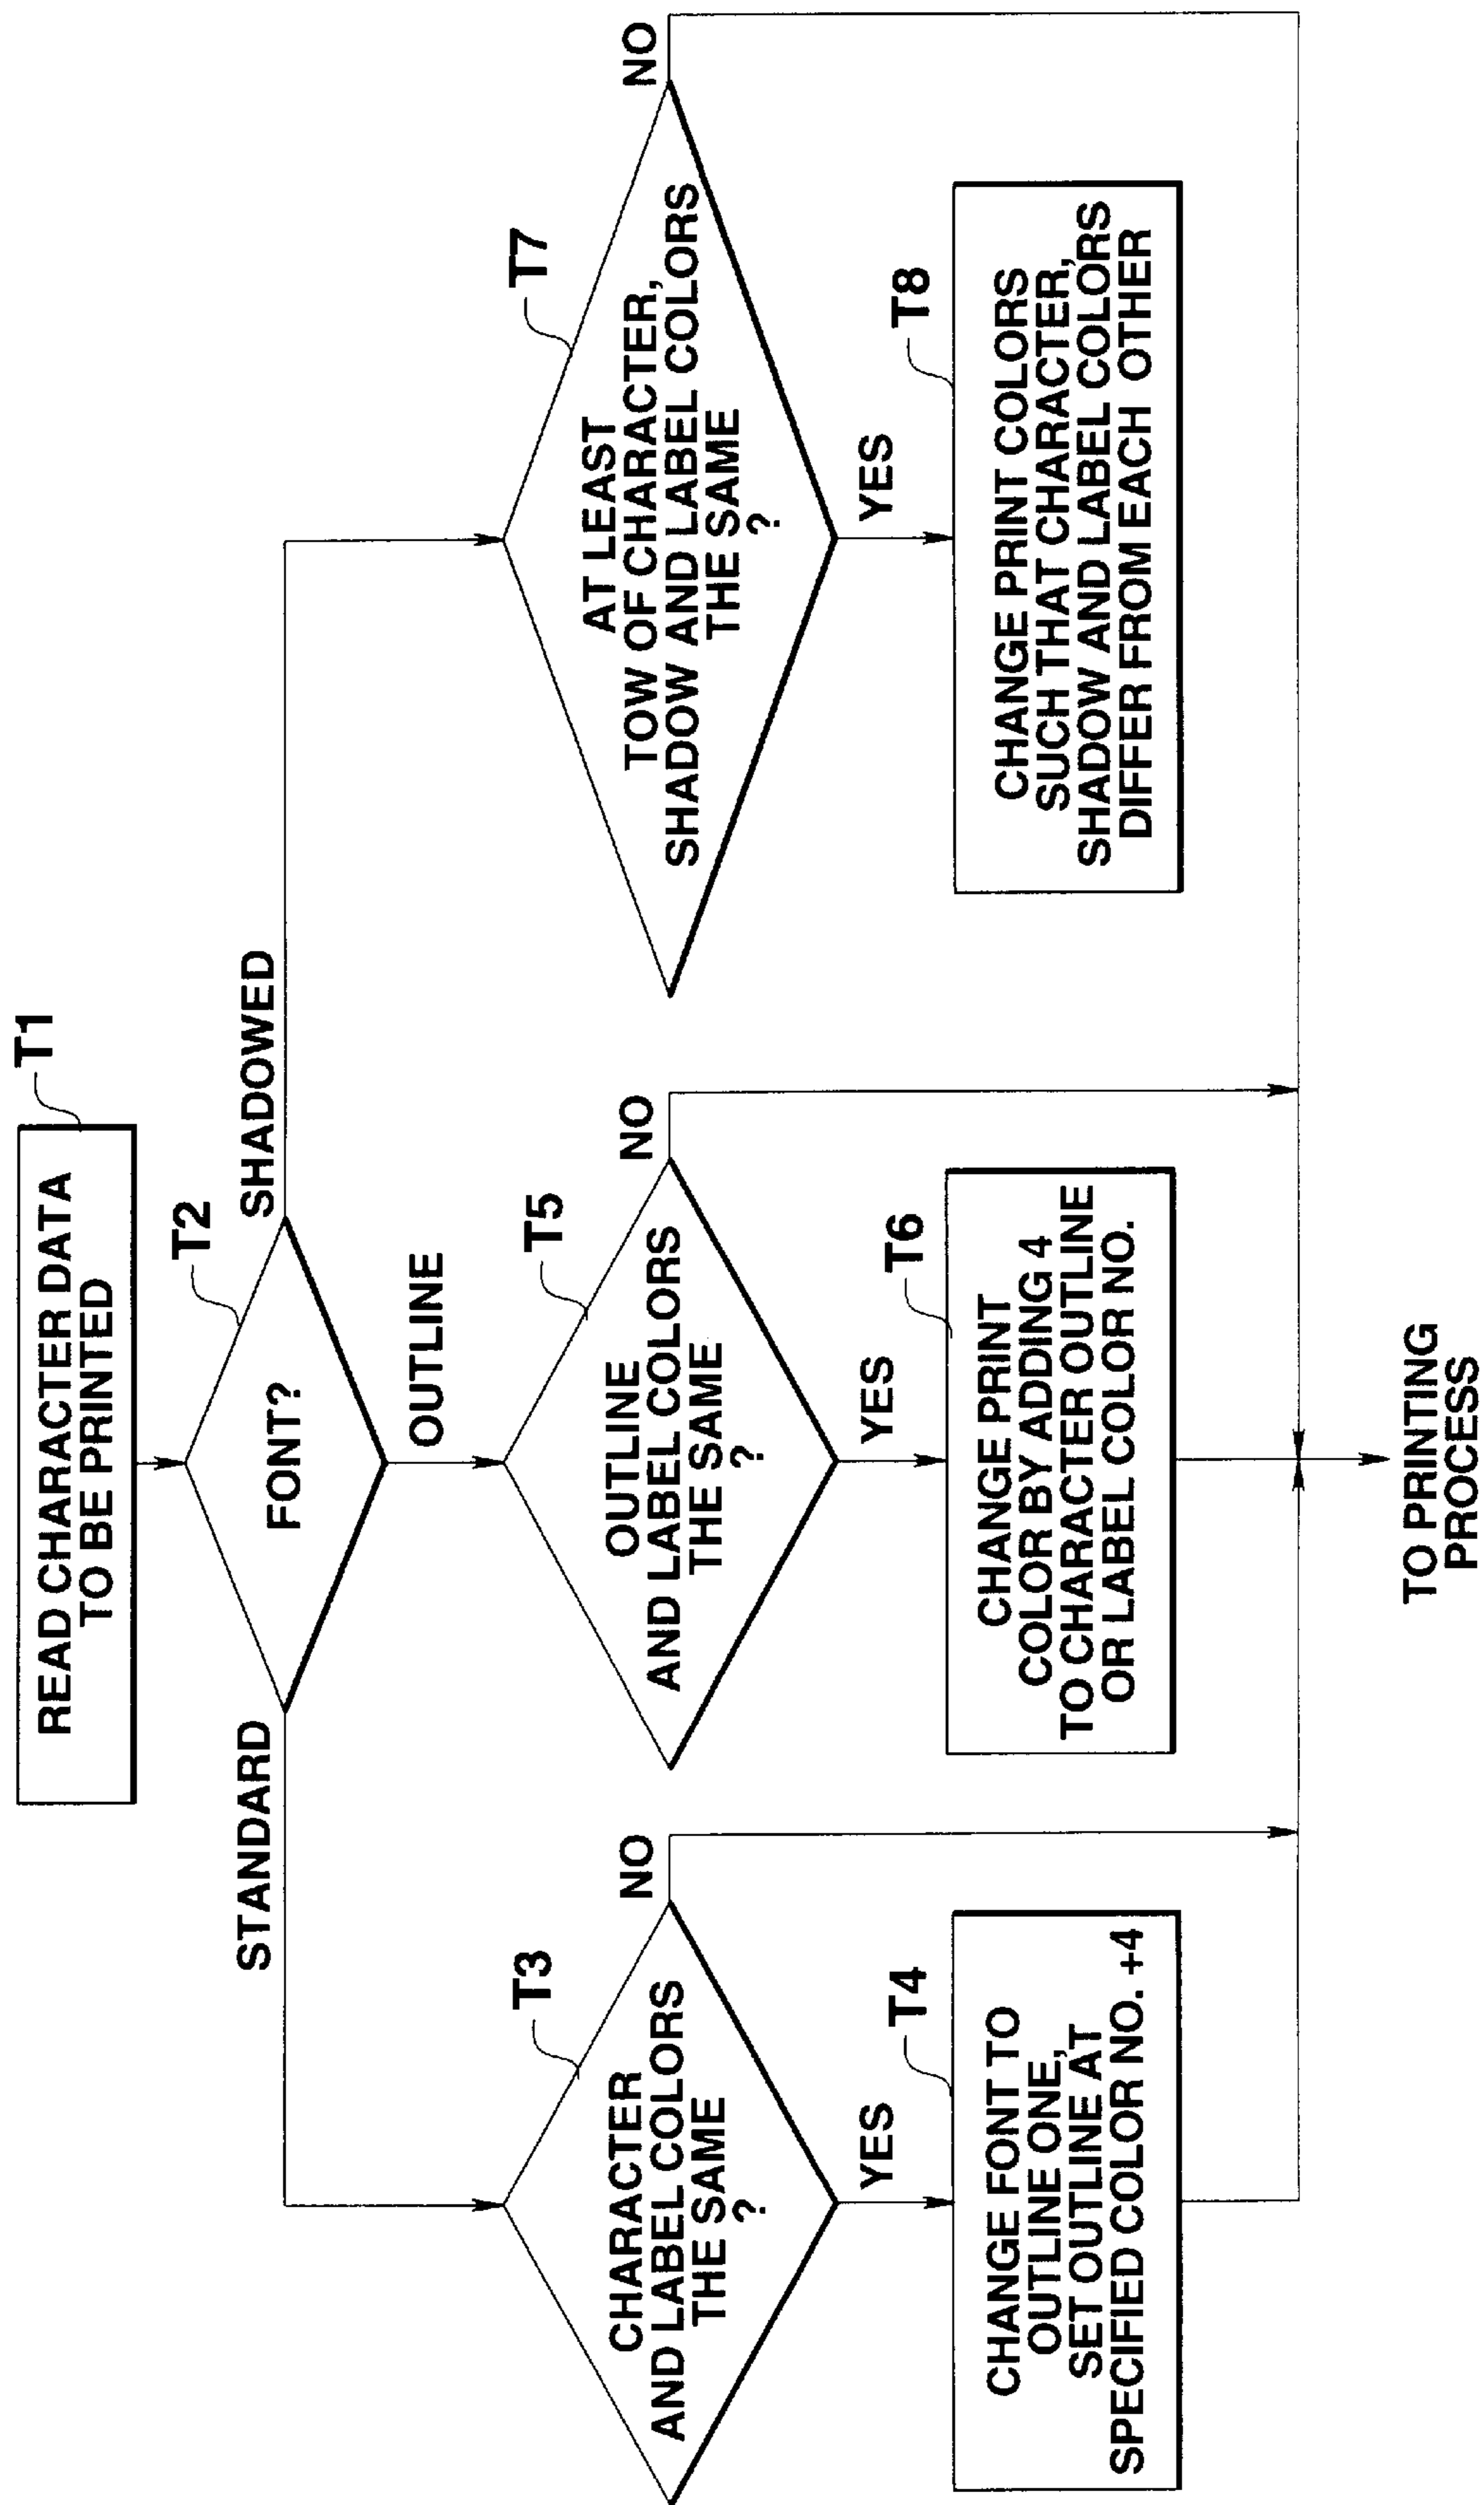 T1
READ CHARACTER DATA
TO BE PRINTED
T2
FONT?
STANDARD
OUTLINE
SHADOWED
T3
CHARACTER
AND LABEL COLORS
THE SAME
?
NO
YES
T4
CHANGE FONT TO
OUTLINE ONE,
SET OUTLINE AT
SPECIFIED COLOR NO. +4
T5
OUTLINE
AND LABEL COLORS
THE SAME
?
NO
YES
T6
CHANGE PRINT
COLOR BY ADDING 4
TO CHARACTER OUTLINE
OR LABEL COLOR NO.
T7
AT LEAST
TOW OF CHARACTER,
SHADOW AND LABEL COLORS
THE SAME
?
NO
YES
T8
CHANGE PRINT COLORS
SUCH THAT CHARACTER,
SHADOW AND LABEL COLORS
DIFFER FROM EACH OTHER
TO PRINTING
PROCESS